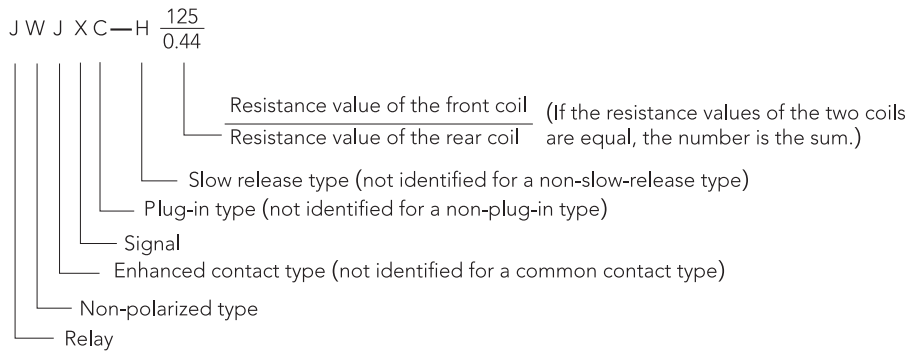 J W J X C—H 125/0.44
Resistance value of the front coil
Resistance value of the rear coil
(If the resistance values of the two coils
are equal, the number is the sum.)
Slow release type (not identified for a non-slow-release type)
Plug-in type (not identified for a non-plug-in type)
Signal
Enhanced contact type (not identified for a common contact type)
Non-polarized type
Relay